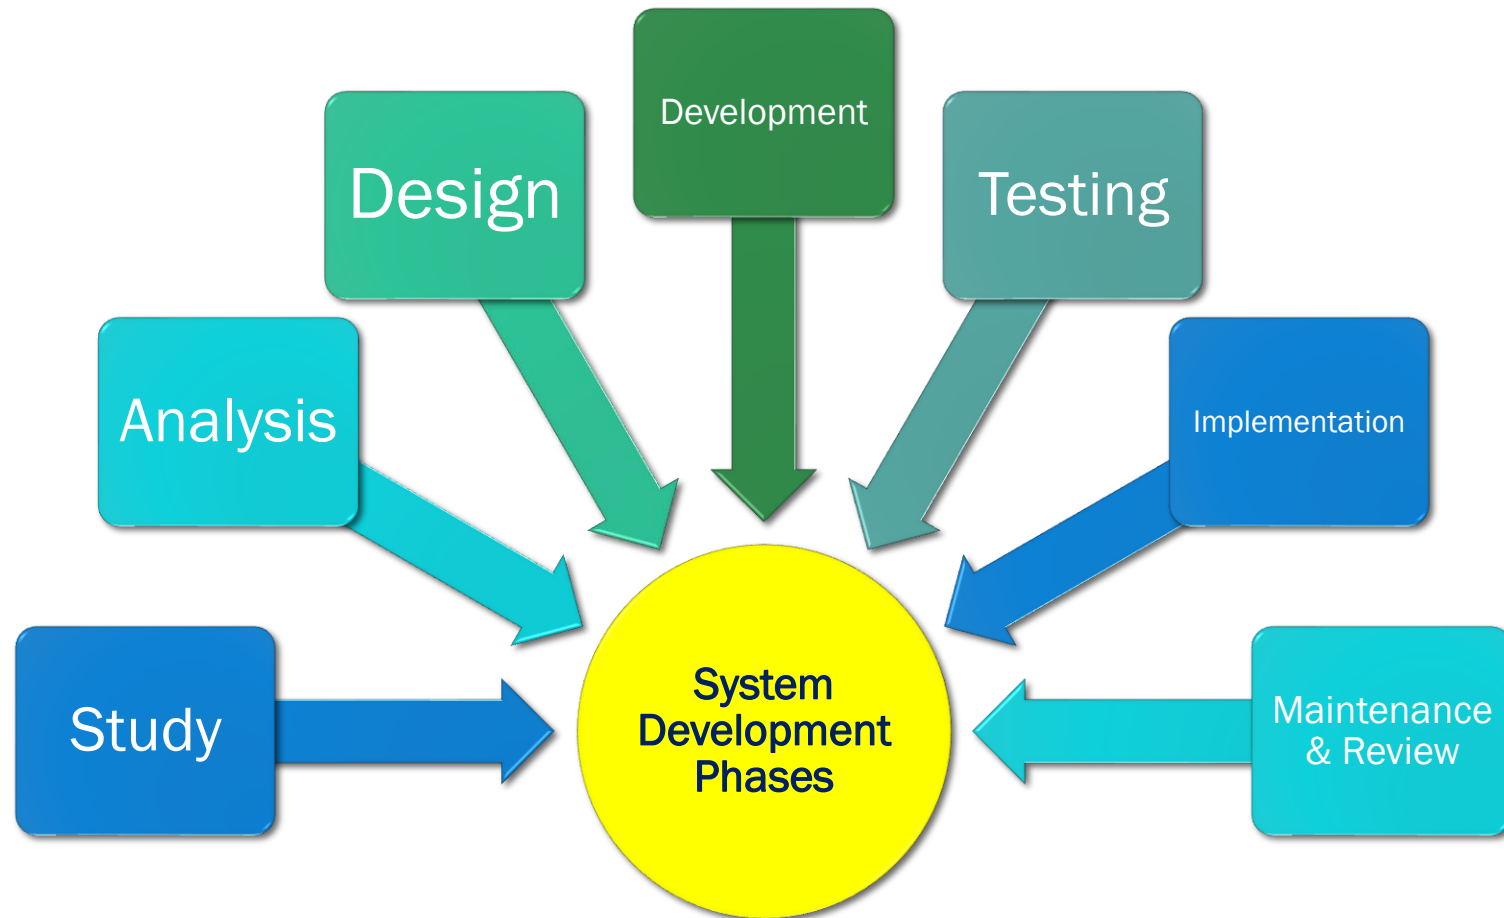 Development
Design
Testing
Analysis
Implementation
Study
System
Development
Phases
Maintenance
& Review